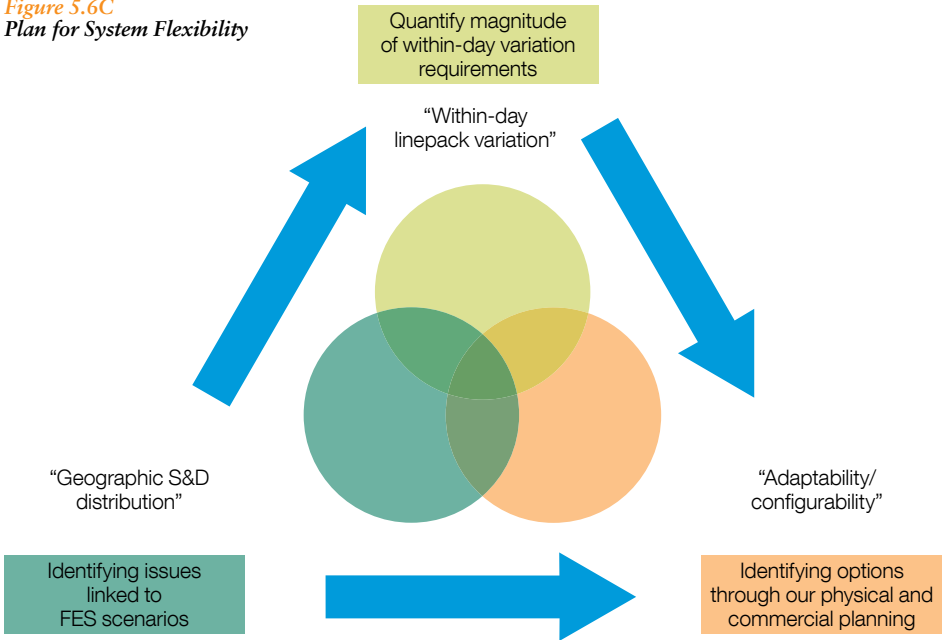 Figure 5.6C
Plan for System Flexibility
Quantify magnitude
of within-day variation
requirements
“Within-day
linepack variation”
“Geographic S&D
distribution”
“Adaptability/
configurability”
Identifying issues
linked to
FES scenarios
Identifying options
through our physical and
commercial planning